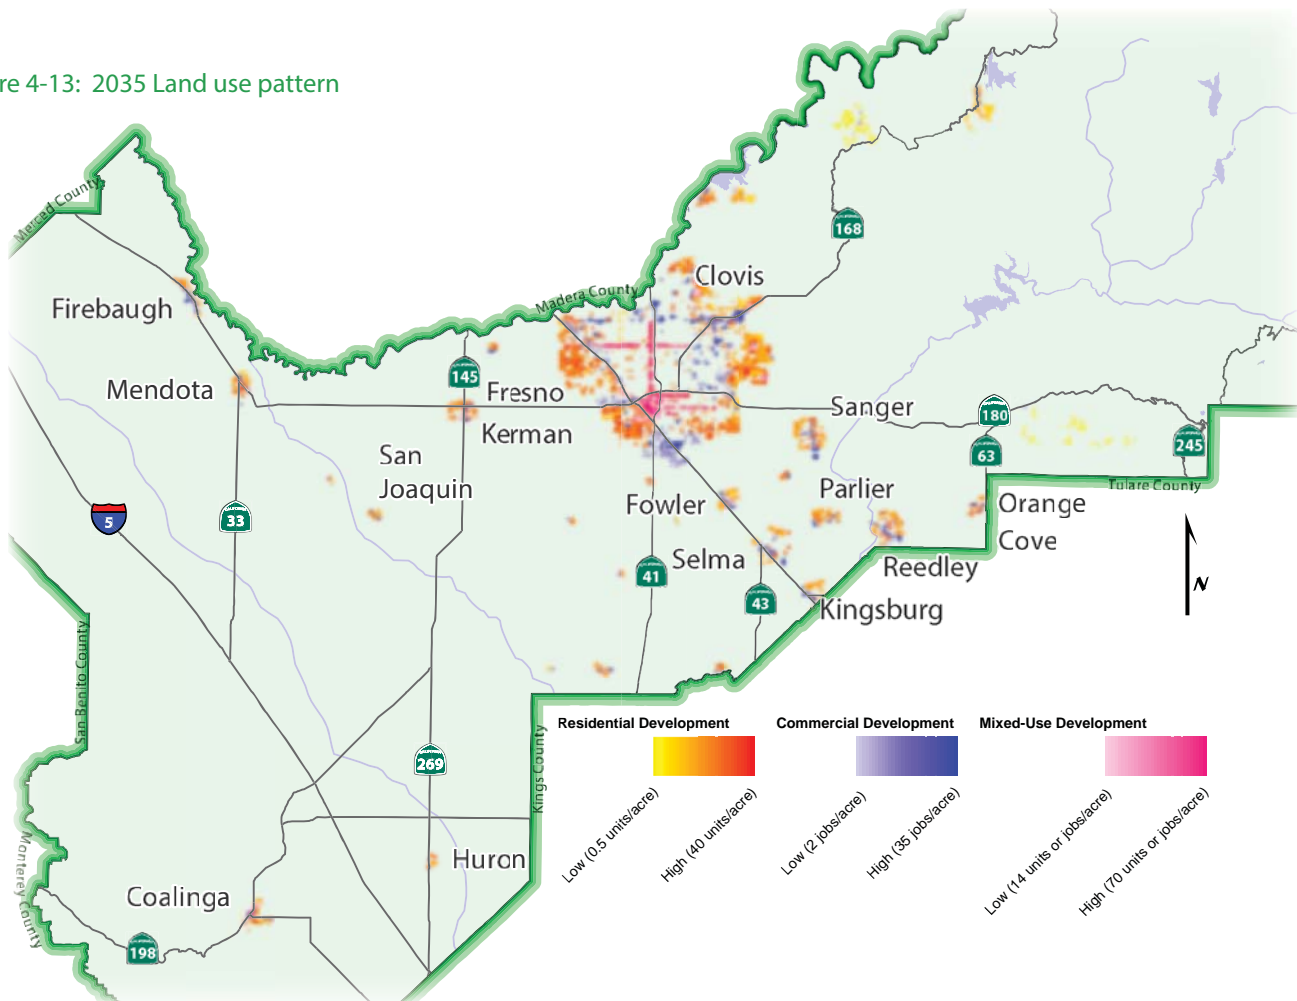 re 4-13: 2035 Land use pattern
Merced County
168
Clovis
Madera County
Firebaugh
Mendota
145
Fresno
Kerman
Sanger
180
63
245
San
Joaquin
Parlier
Tulare County
Orange
Cove
5
33
Fowler
41
Selma
43
Reedley
Kingsburg
N
San Benito County
Kings County
269
Residential Development
Commercial Development
Mixed-Use Development
Low (0.5 units/acre)
High (40 units/acre)
Low (2 jobs/acre)
High (35 jobs/acre)
Low (14 units or jobs/acre)
High (70 units or jobs/acre)
Monterey County
Huron
Coalinga
198